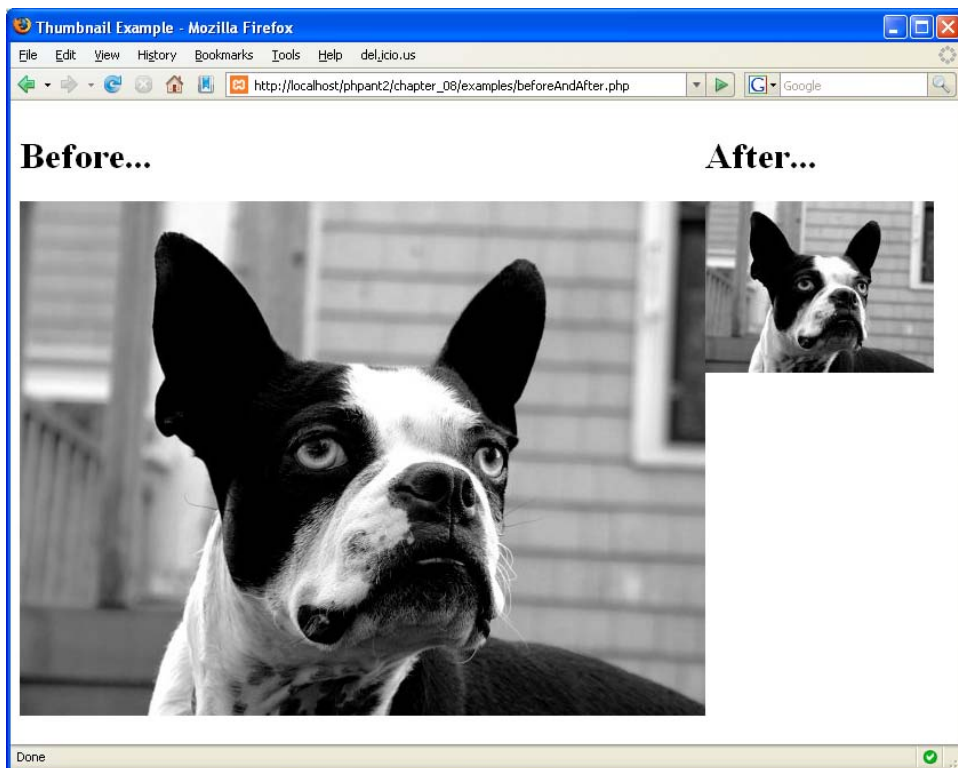 Thumbnail Example - Mozilla Firefox
File Edit View History Bookmarks Tools Help del.icio.us
http://localhost/phpant2/chapter_08/examples/beforeAndAfter.php G Google
Before... After...
Done